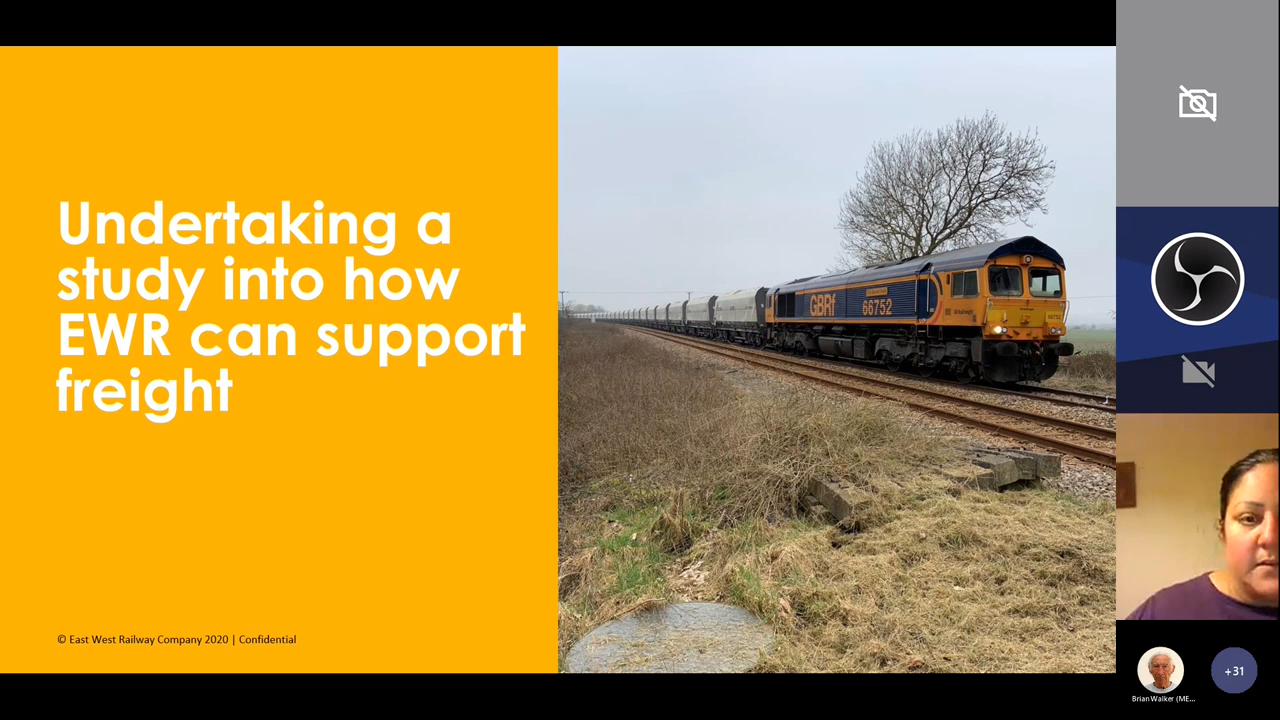 Undertaking a
study into how
EWR can support
freight
© East West Railway Company 2020 | Confidential
GBRf
66752
66752
Brian Walker (ME...
+31